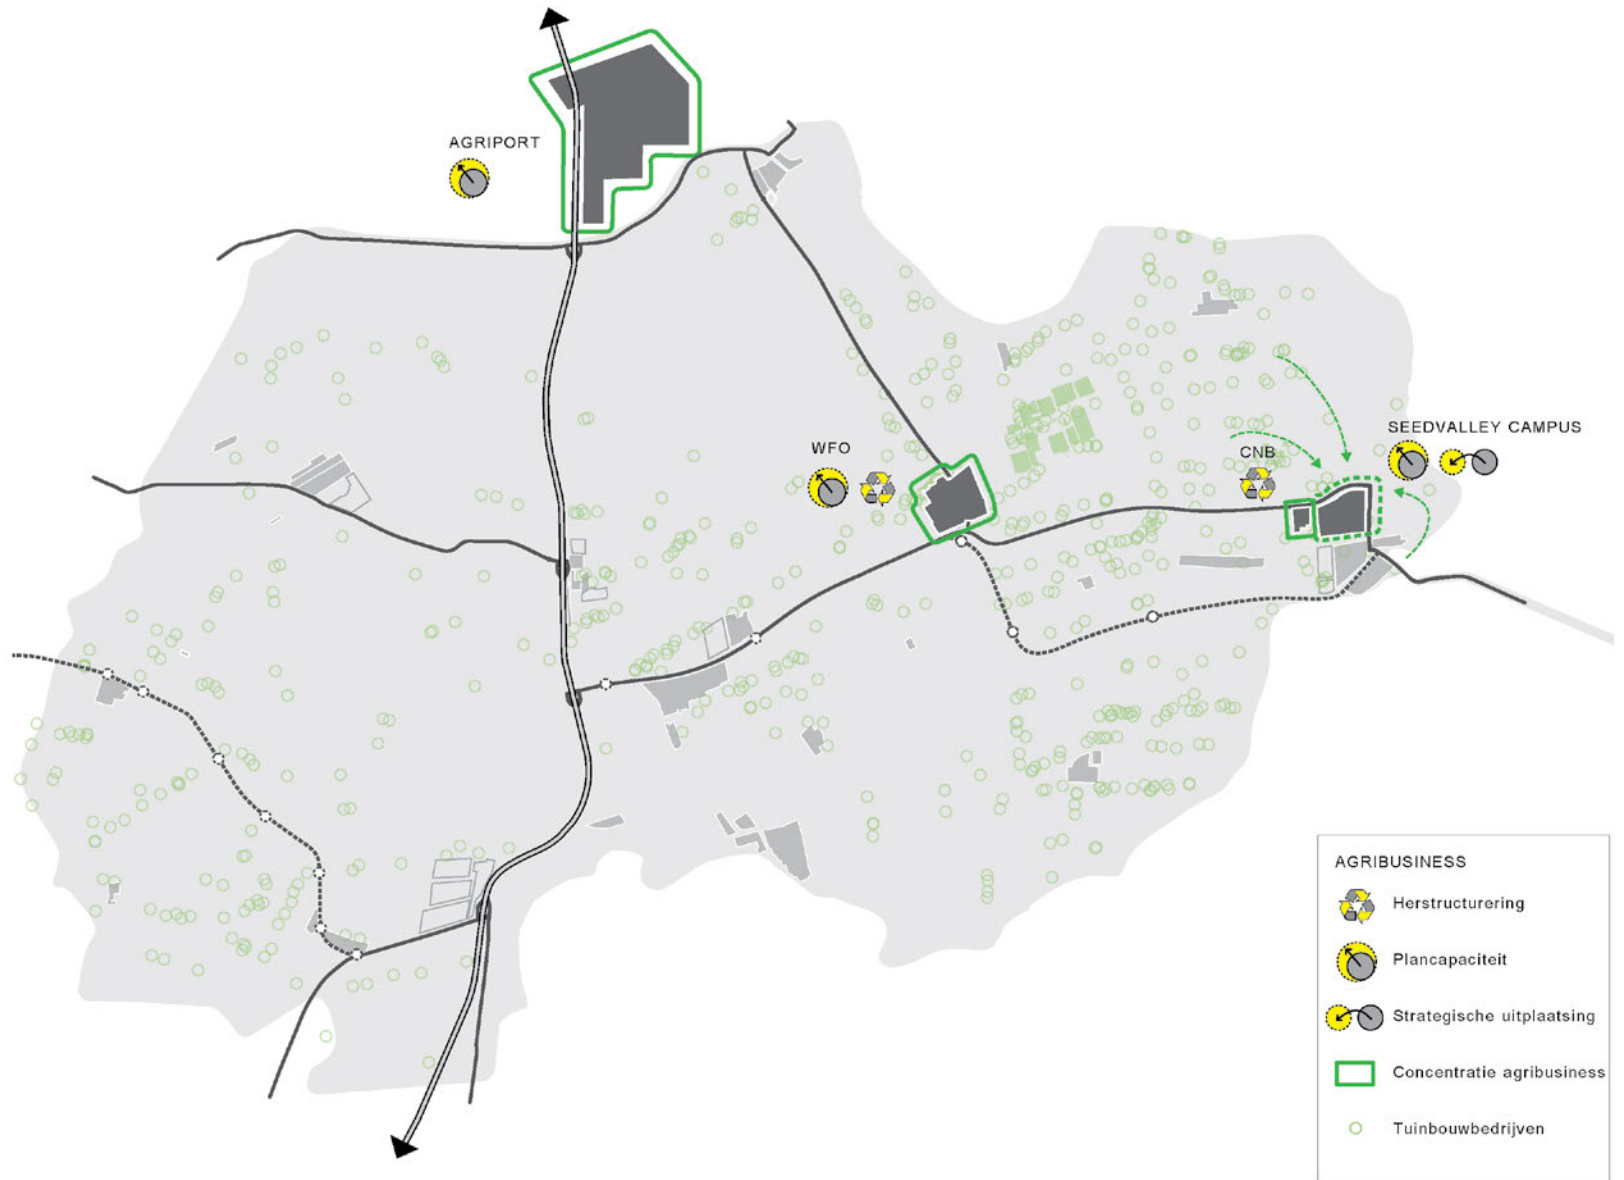 AGRIPORT
WFO
CNB
SEEDVALLEY CAMPUS
AGRIBUSINESS
Herstructurering
Plancapaciteit
Strategische uitplaatsing
Concentratie agribusiness
Tuinbouwbedrijven